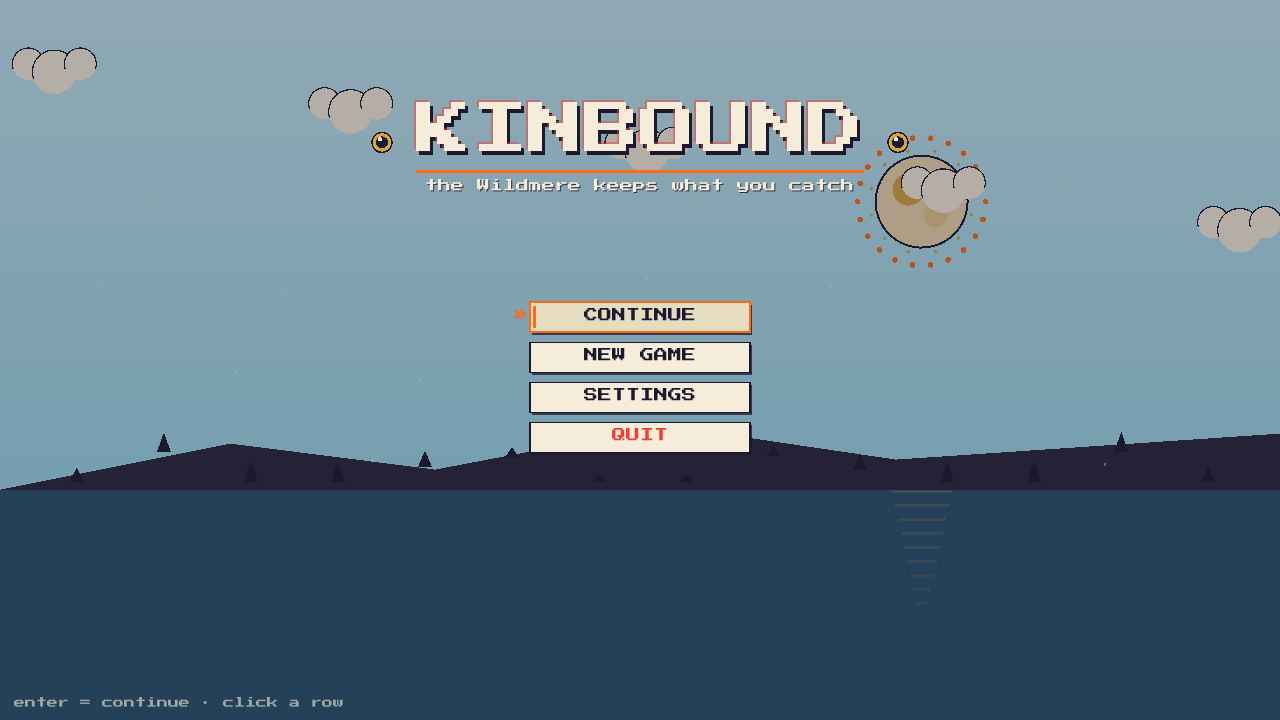 KINBOUND
the Wildmere keeps what you catch
» CONTINUE
NEW GAME
SETTINGS
QUIT
enter = continue · click a row